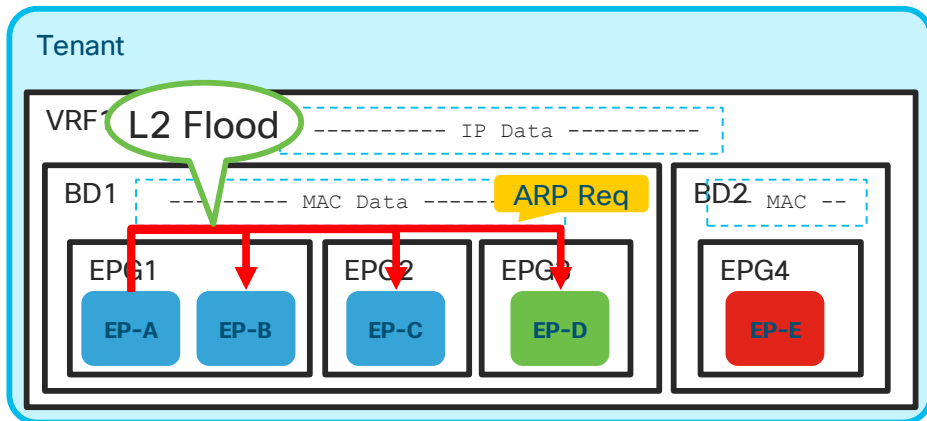 Tenant
VRF1
L2 Flood
---------- IP Data ----------
BD1
--------- MAC Data -------
ARP Req
BD2
-- MAC --
EPG1
EPG2
EPG3
EPG4
EP-A
EP-B
EP-C
EP-D
EP-E